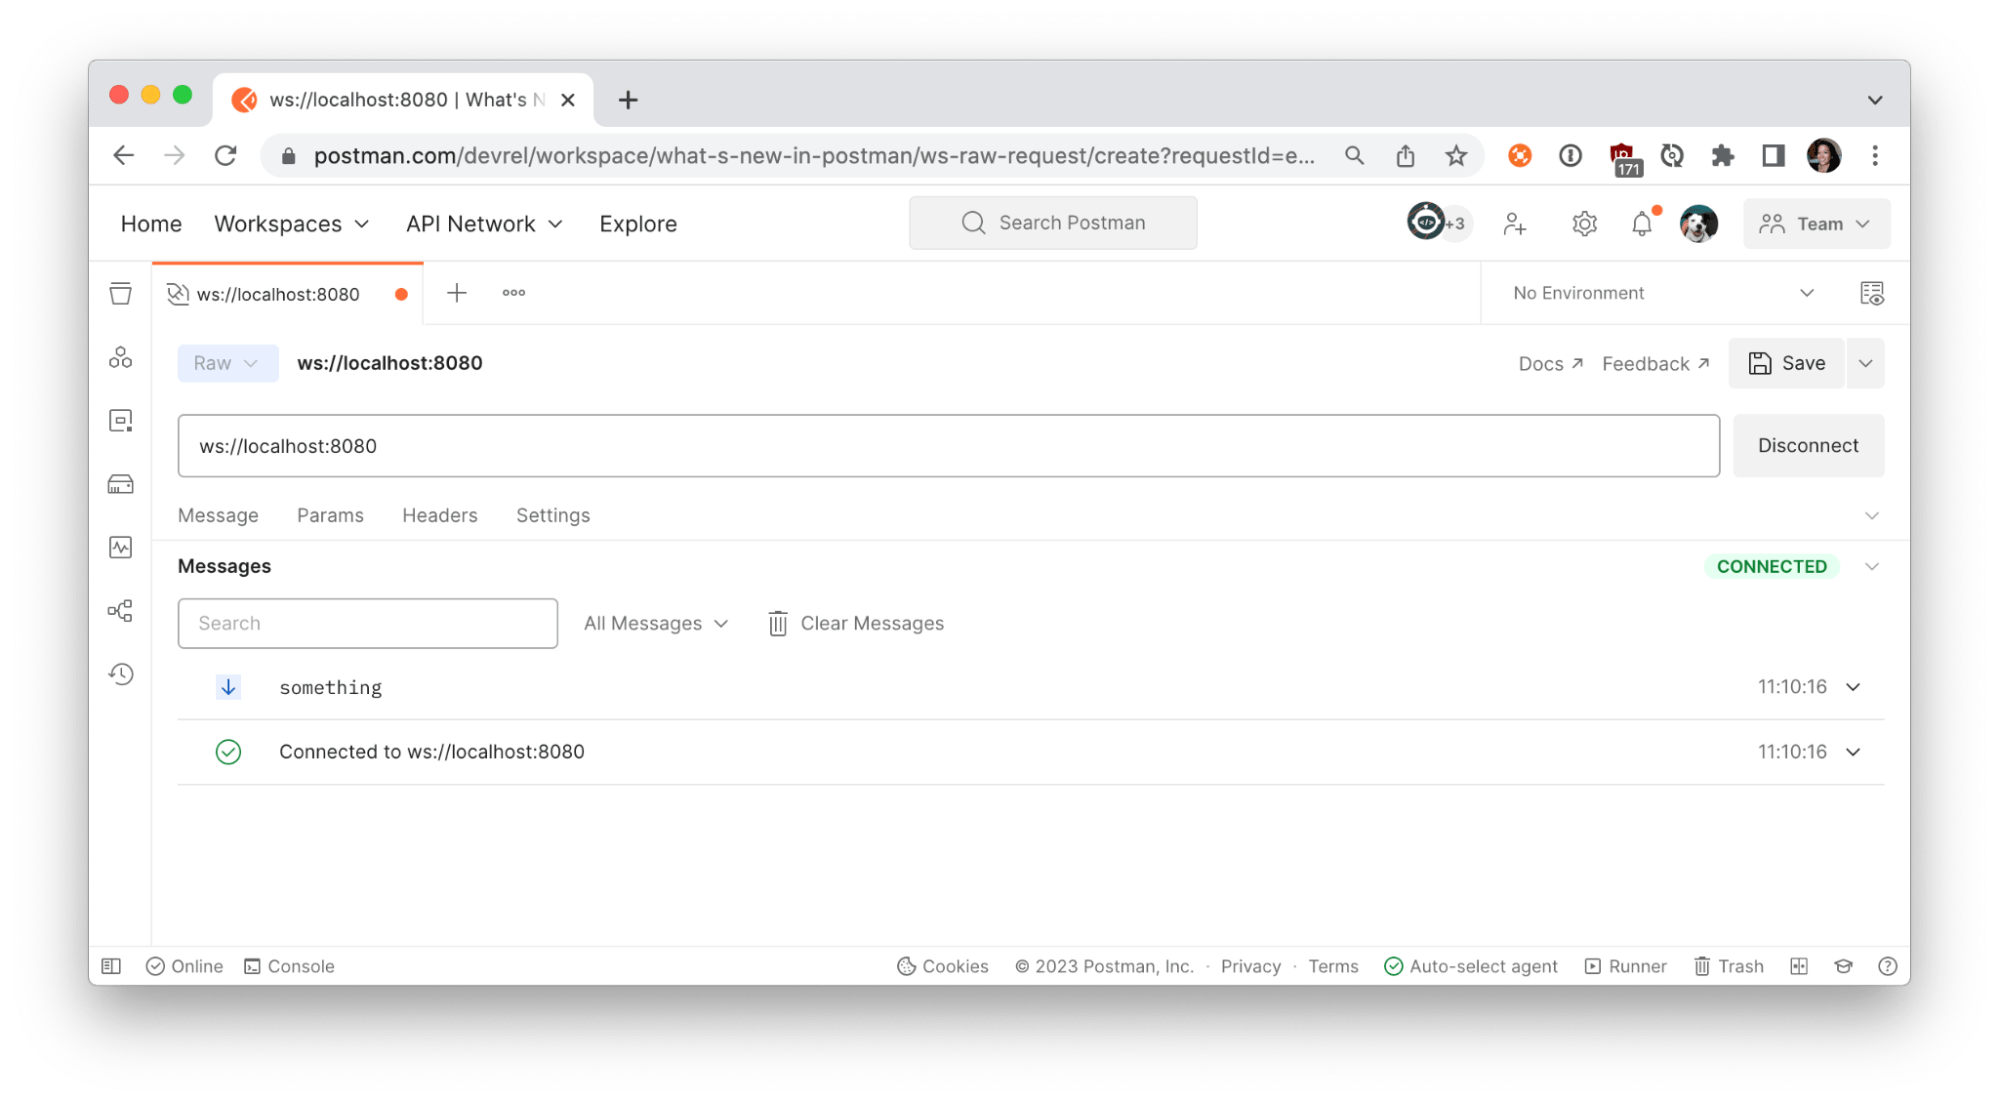 ws://localhost:8080 | What's N
postman.com/devrel/workspace/what-s-new-in-postman/ws-raw-request/create?requestId=e...
171
Home Workspaces API Network Explore Search Postman +3 Team
ws://localhost:8080 No Environment
Raw ws://localhost:8080 Docs Feedback Save
ws://localhost:8080 Disconnect
Message Params Headers Settings
Messages CONNECTED
Search All Messages Clear Messages
something 11:10:16
Connected to ws://localhost:8080 11:10:16
Online Console Cookies © 2023 Postman, Inc. · Privacy · Terms Auto-select agent Runner Trash